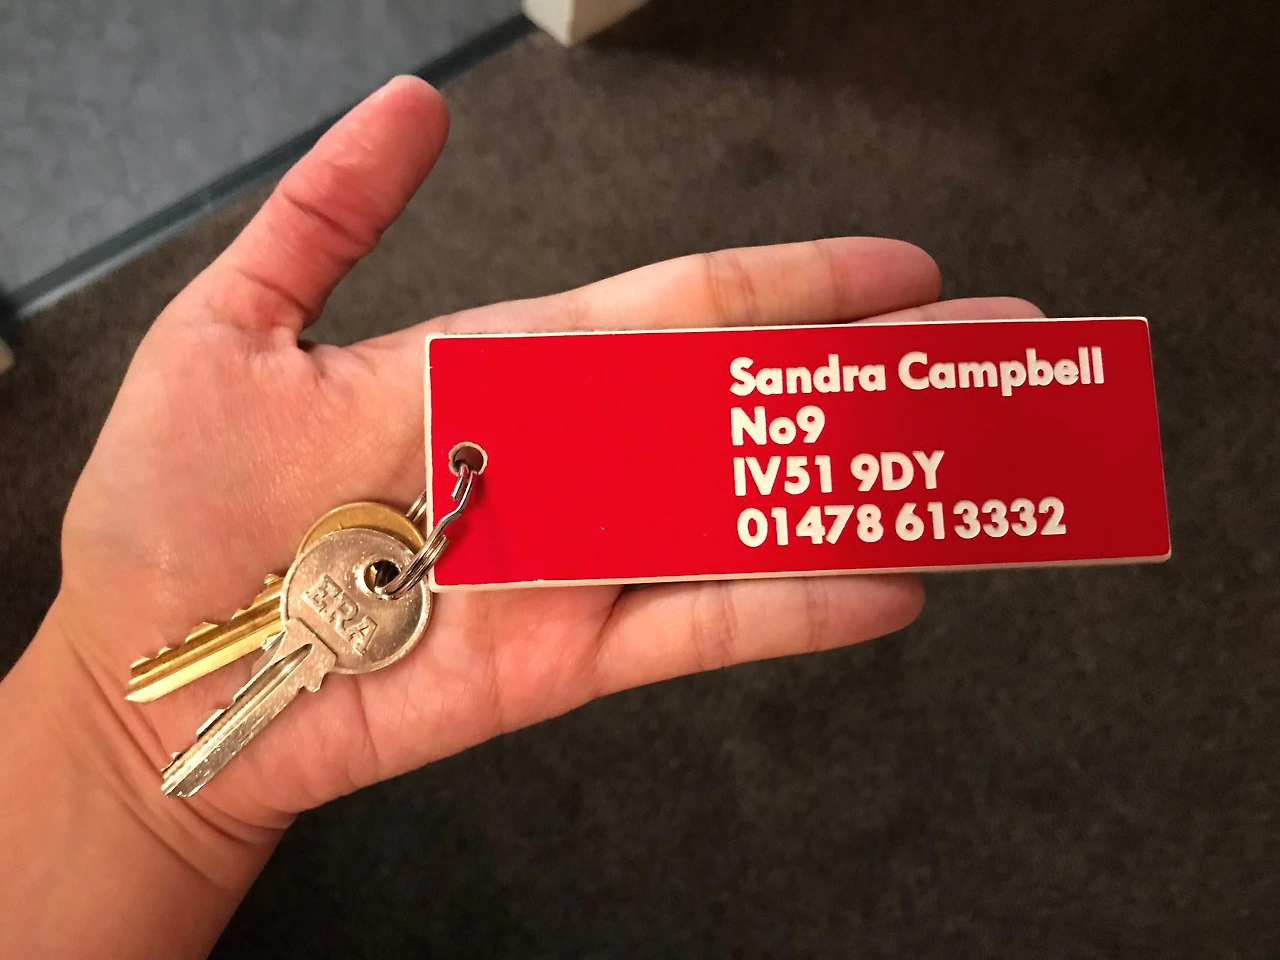 Sandra Campbell
No9
IV51 9DY
01478 613332
ERA